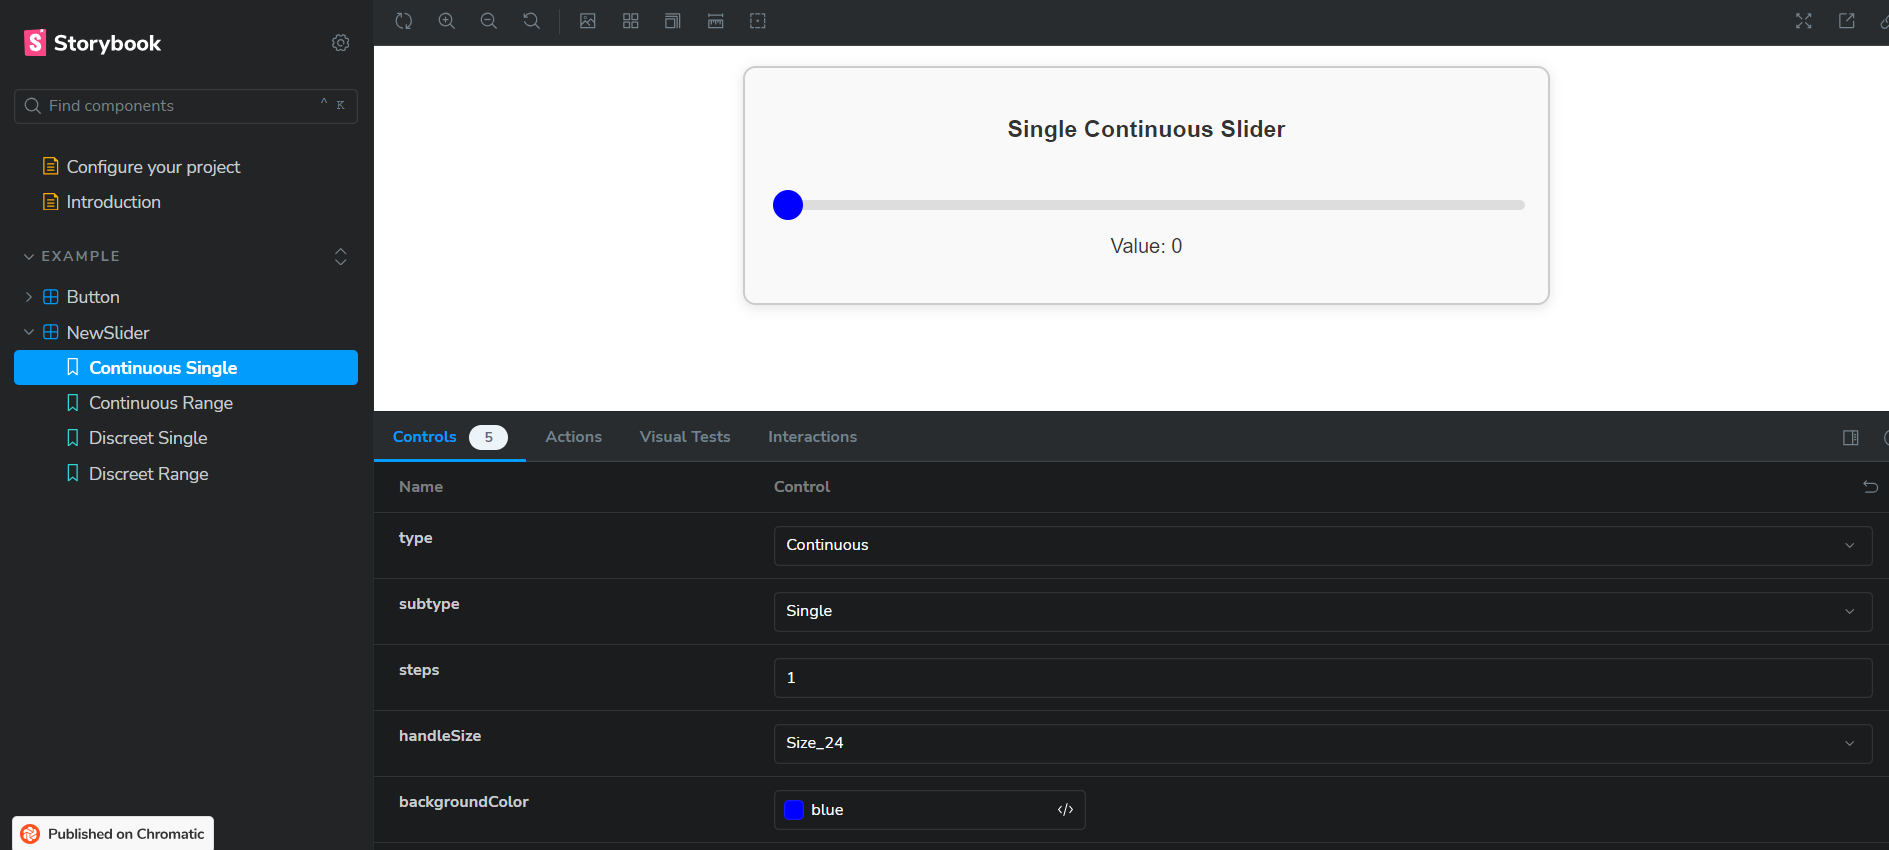 Storybook
Find components
^ K
Configure your project
Introduction
EXAMPLE
Button
NewSlider
Continuous Single
Continuous Range
Discreet Single
Discreet Range
Published on Chromatic
Single Continuous Slider
Value: 0
Controls 5 Actions Visual Tests Interactions
Name Control
type Continuous
subtype Single
steps 1
handleSize Size_24
backgroundColor blue